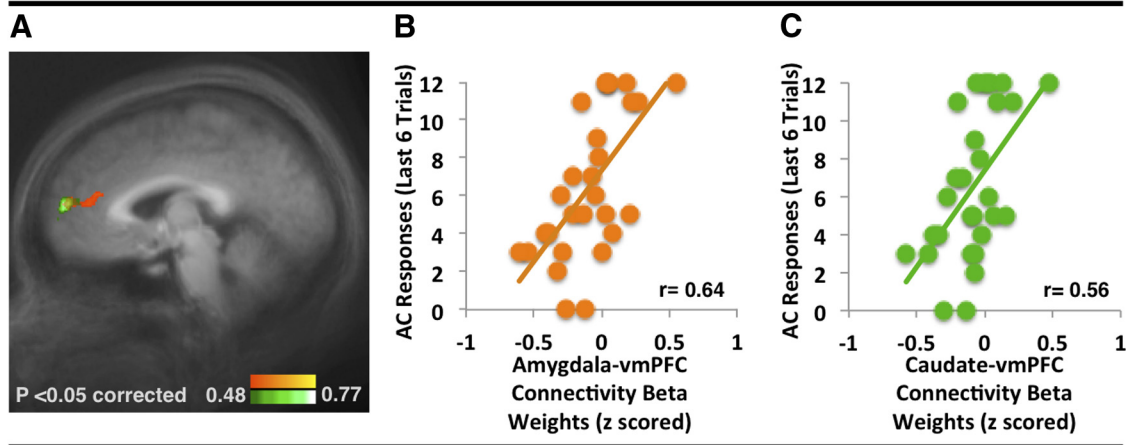 A
P <0.05 corrected 0.48 0.77
B
AC Responses (Last 6 Trials)
12
10
8
6
4
2
0
r= 0.64
-1 -0.5 0 0.5 1
Amygdala-vmPFC
Connectivity Beta
Weights (z scored)
C
AC Responses (Last 6 Trials)
12
10
8
6
4
2
0
r= 0.56
-1 -0.5 0 0.5 1
Caudate-vmPFC
Connectivity Beta
Weights (z scored)